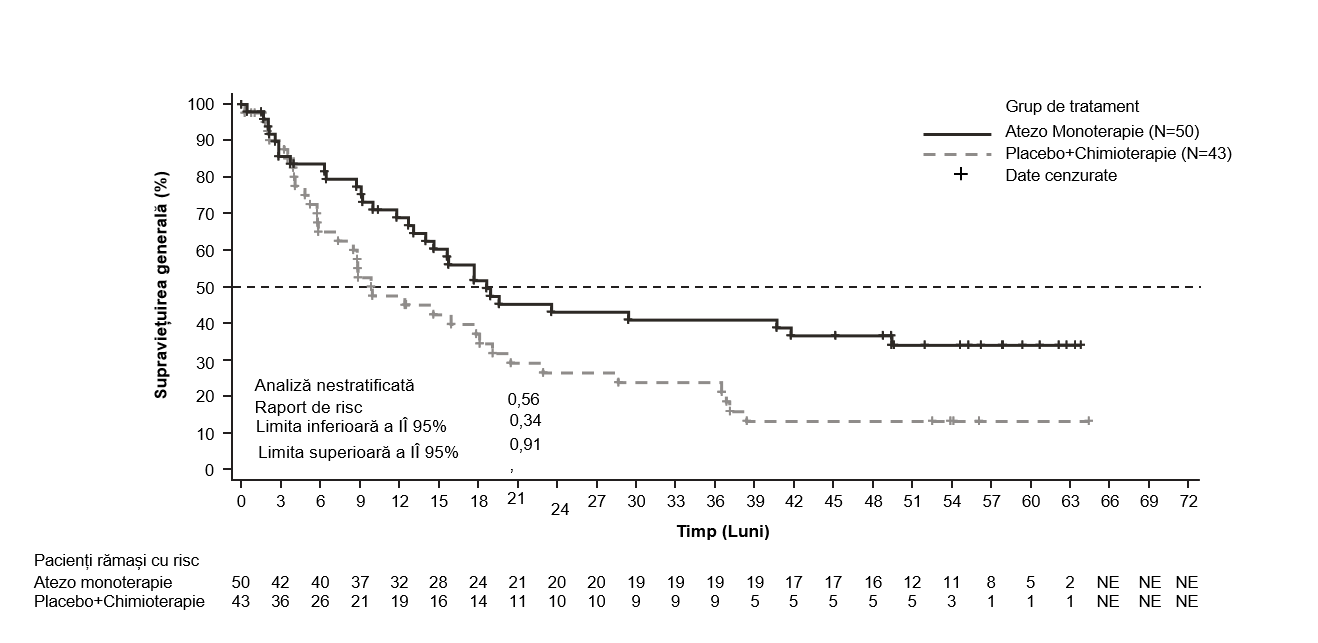 Grup de tratament
Atezo Monoterapie (N=50)
Placebo+Chimioterapie (N=43)
Date cenzurate
Supraviețuirea generală (%)
100
90
80
70
60
50
40
30
20
10
0
Analiză nestratificată
Raport de risc 0,56
Limita inferioară a IÎ 95% 0,34
Limita superioară a IÎ 95% 0,91
,
0 3 6 9 12 15 18 21 24 27 30 33 36 39 42 45 48 51 54 57 60 63 66 69 72
Timp (Luni)
Pacienți rămași cu risc
Atezo monoterapie 50 42 40 37 32 28 24 21 20 20 19 19 19 19 17 17 16 12 11 8 5 2 NE NE NE
Placebo+Chimioterapie 43 36 26 21 19 16 14 11 10 10 9 9 9 5 5 5 5 5 3 1 1 1 NE NE NE